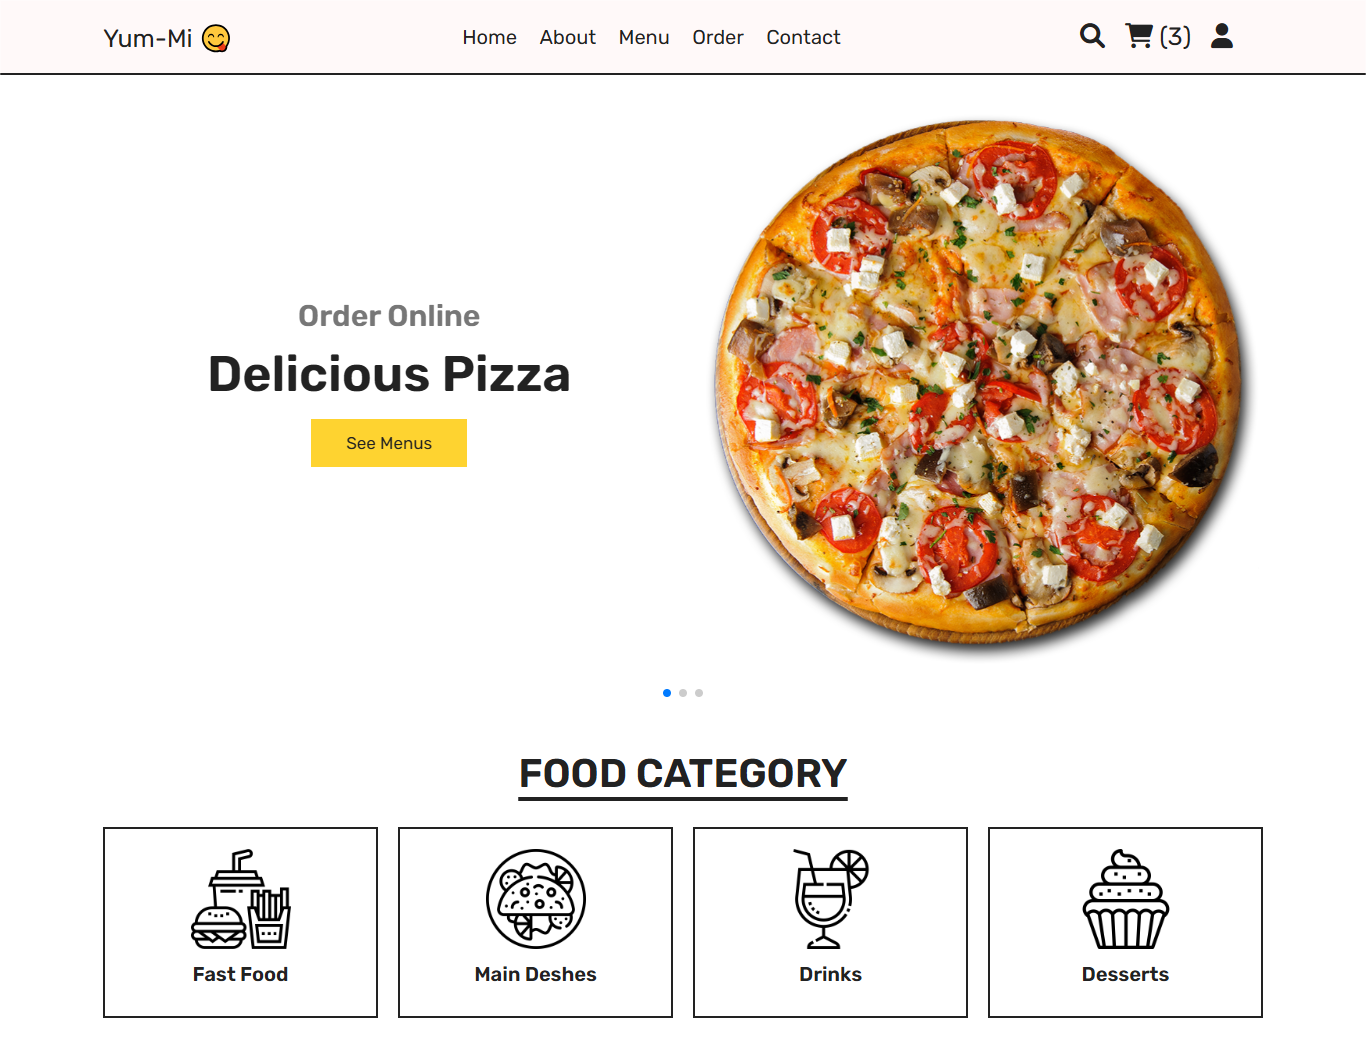 Yum-Mi 😋
Home About Menu Order Contact
(3)
Order Online
Delicious Pizza
See Menus
FOOD CATEGORY
Fast Food
Main Deshes
Drinks
Desserts